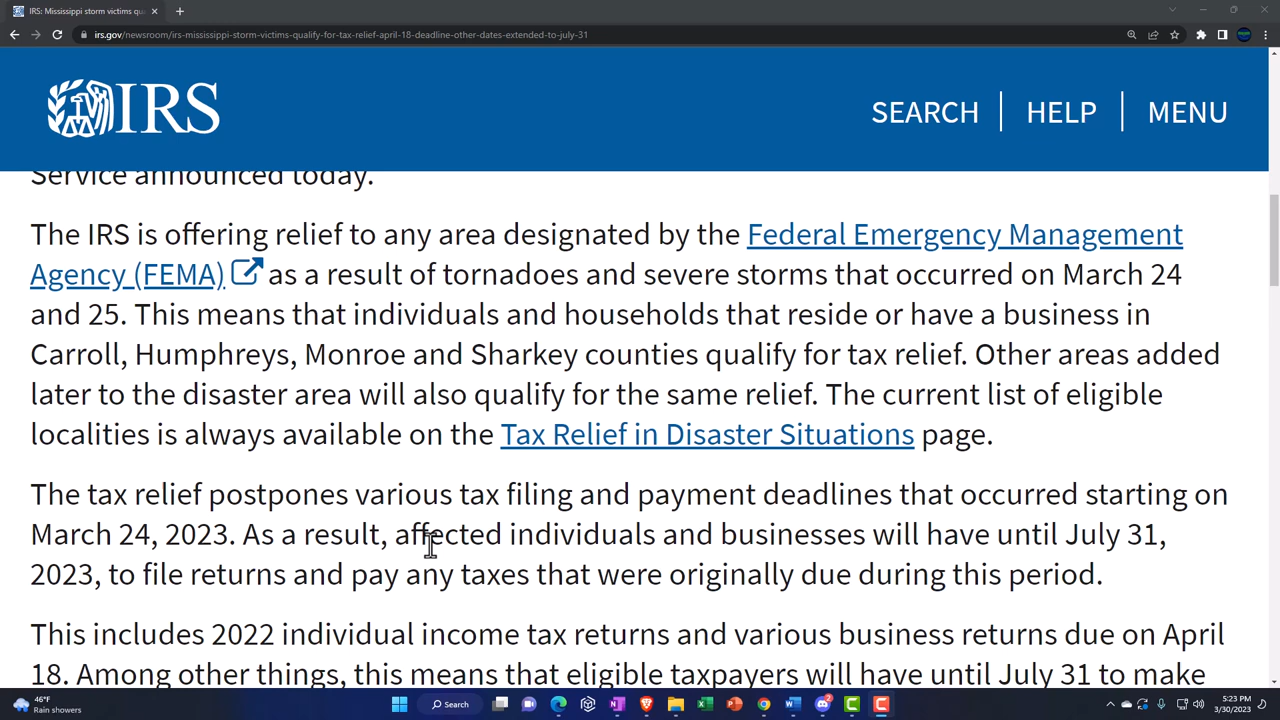 IRS: Mississippi storm victims qu
irs.gov/newsroom/irs-mississippi-storm-victims-qualify-for-tax-relief-april-18-deadline-other-dates-extended-to-july-31
IRS
SEARCH
HELP
MENU
Service announced today.
The IRS is offering relief to any area designated by the Federal Emergency Management
Agency (FEMA) as a result of tornadoes and severe storms that occurred on March 24
and 25. This means that individuals and households that reside or have a business in
Carroll, Humphreys, Monroe and Sharkey counties qualify for tax relief. Other areas added
later to the disaster area will also qualify for the same relief. The current list of eligible
localities is always available on the Tax Relief in Disaster Situations page.
The tax relief postpones various tax filing and payment deadlines that occurred starting on
March 24, 2023. As a result, affected individuals and businesses will have until July 31,
2023, to file returns and pay any taxes that were originally due during this period.
This includes 2022 individual income tax returns and various business returns due on April
18. Among other things, this means that eligible taxpayers will have until July 31 to make
46°F
Rain showers
Search
2
5:23 PM
3/30/2023